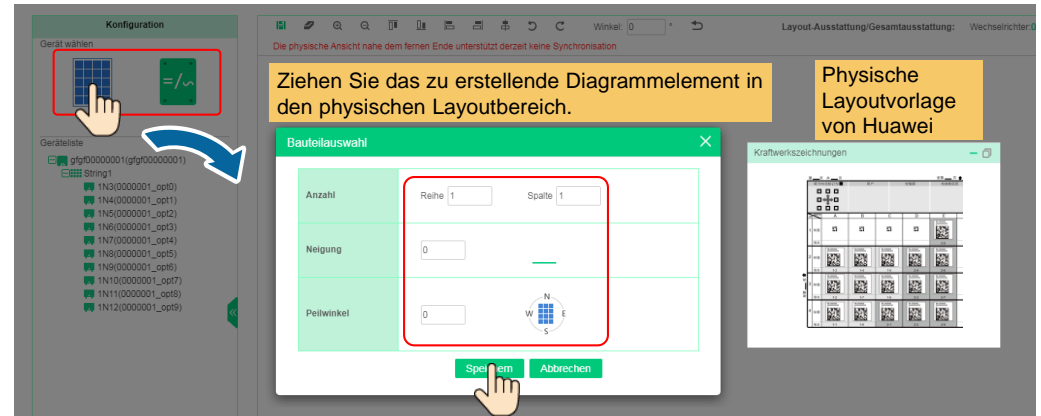 Konfiguration
Gerät wählen
Geräteliste
gfgf00000001(gfgf00000001)
String1
1N3(0000001_opt0)
1N4(0000001_opt1)
1N5(0000001_opt2)
1N6(0000001_opt3)
1N7(0000001_opt4)
1N8(0000001_opt5)
1N9(0000001_opt6)
1N10(0000001_opt7)
1N11(0000001_opt8)
1N12(0000001_opt9)
Winkel: 0 °
Layout-Ausstattung/Gesamtausstattung: Wechselrichter:0
Die physische Ansicht nahe dem fernen Ende unterstützt derzeit keine Synchronisation
Ziehen Sie das zu erstellende Diagrammelement in
den physischen Layoutbereich.
Physische
Layoutvorlage
von Huawei
Bauteilauswahl
Anzahl
Reihe 1 Spalte 1
Neigung
0
Peilwinkel
0
N
W E
S
Speichern Abbrechen
Kraftwerkszeichnungen
A B C D E